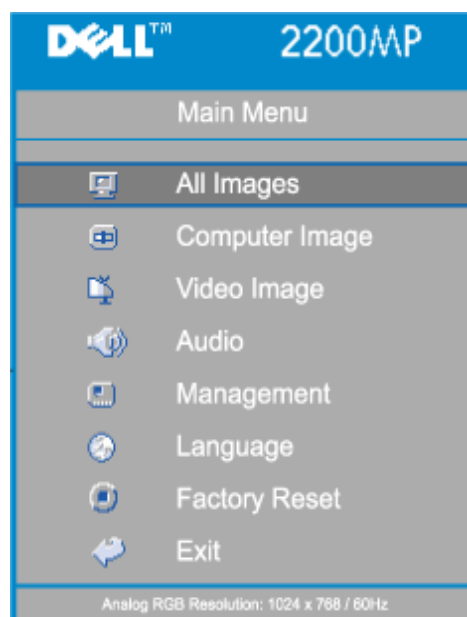 DELL™ 2200MP
Main Menu
All Images
Computer Image
Video Image
Audio
Management
Language
Factory Reset
Exit
Analog RGB Resolution: 1024 x 768 / 60Hz